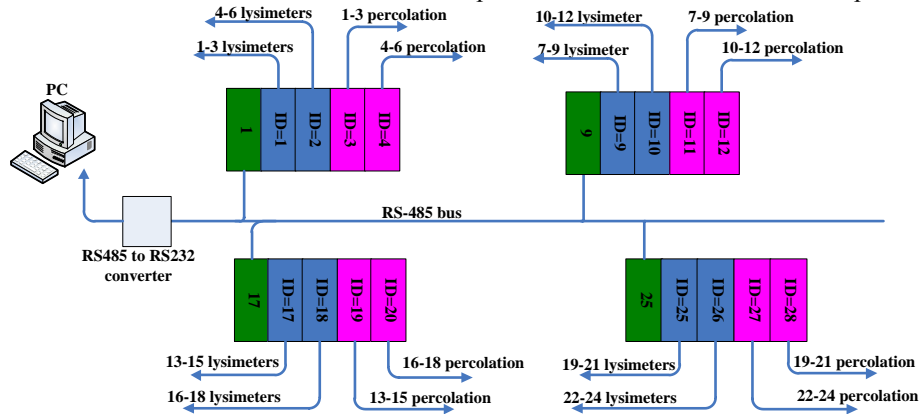 4-6 lysimeters
1-3 percolation
1-3 lysimeters
4-6 percolation
10-12 lysimeter
7-9 percolation
7-9 lysimeter
10-12 percolation
PC
1
ID=1
ID=2
ID=3
ID=4
9
ID=9
ID=10
ID=11
ID=12
RS-485 bus
RS485 to RS232
converter
17
ID=17
ID=18
ID=19
ID=20
25
ID=25
ID=26
ID=27
ID=28
13-15 lysimeters
16-18 percolation
16-18 lysimeters
13-15 percolation
19-21 lysimeters
19-21 percolation
22-24 lysimeters
22-24 percolation